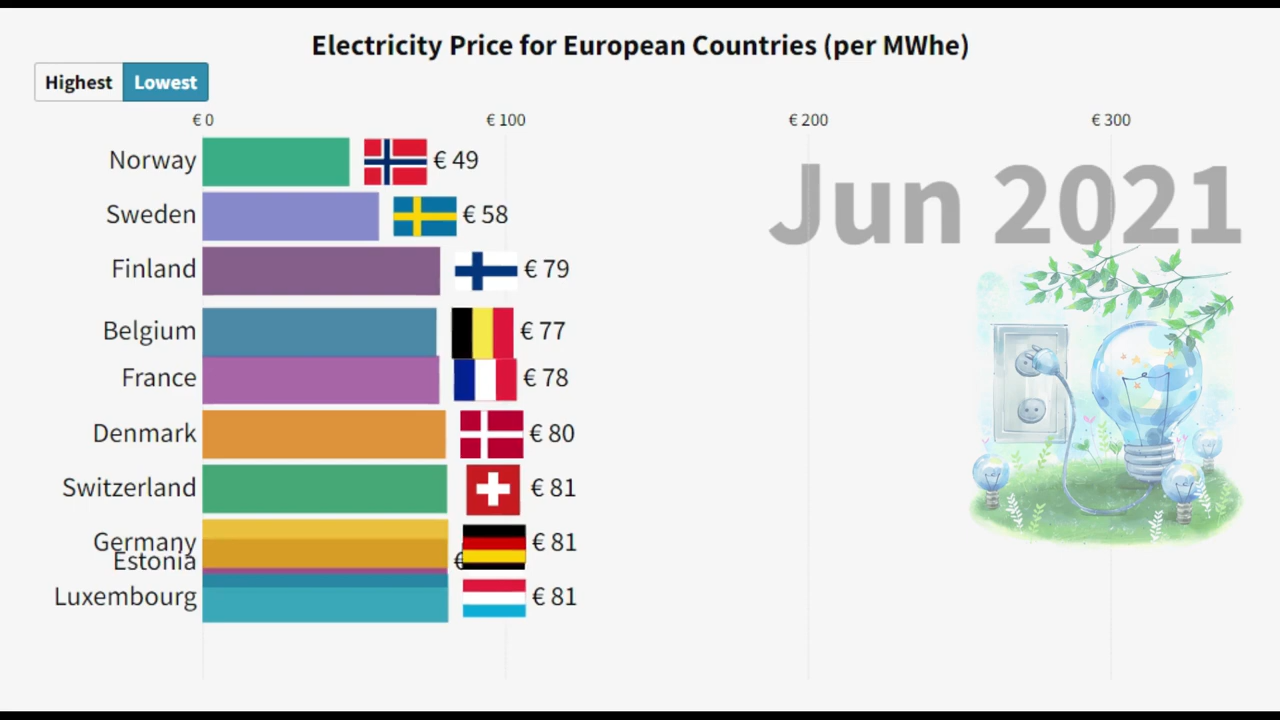 Electricity Price for European Countries (per MWhe)
Highest Lowest
€ 0 € 100 € 200 € 300
Jun 2021
Norway € 49
Sweden € 58
Finland € 79
Belgium € 77
France € 78
Denmark € 80
Switzerland € 81
Germany € 81
Estonia €
Luxembourg € 81